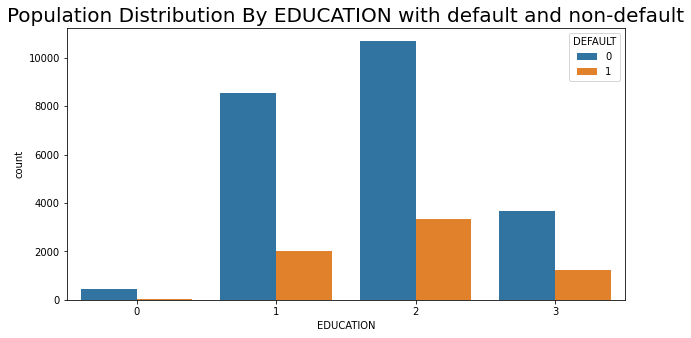 Population Distribution By EDUCATION with default and non-default
DEFAULT
0
1
10000
8000
6000
4000
2000
0
count
0 1 2 3
EDUCATION